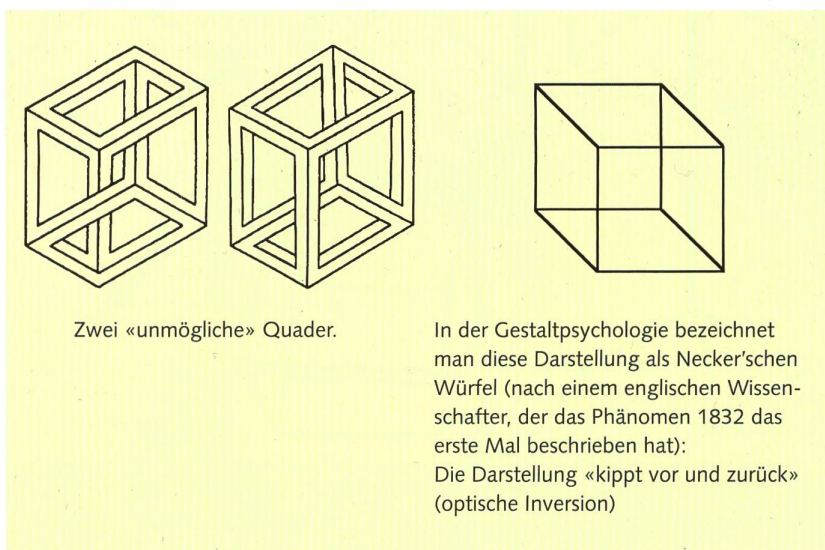 Zwei «unmögliche» Quader.
In der Gestaltpsychologie bezeichnet
man diese Darstellung als Necker'schen
Würfel (nach einem englischen Wissen-
schafter, der das Phänomen 1832 das
erste Mal beschrieben hat):
Die Darstellung «kippt vor und zurück»
(optische Inversion)